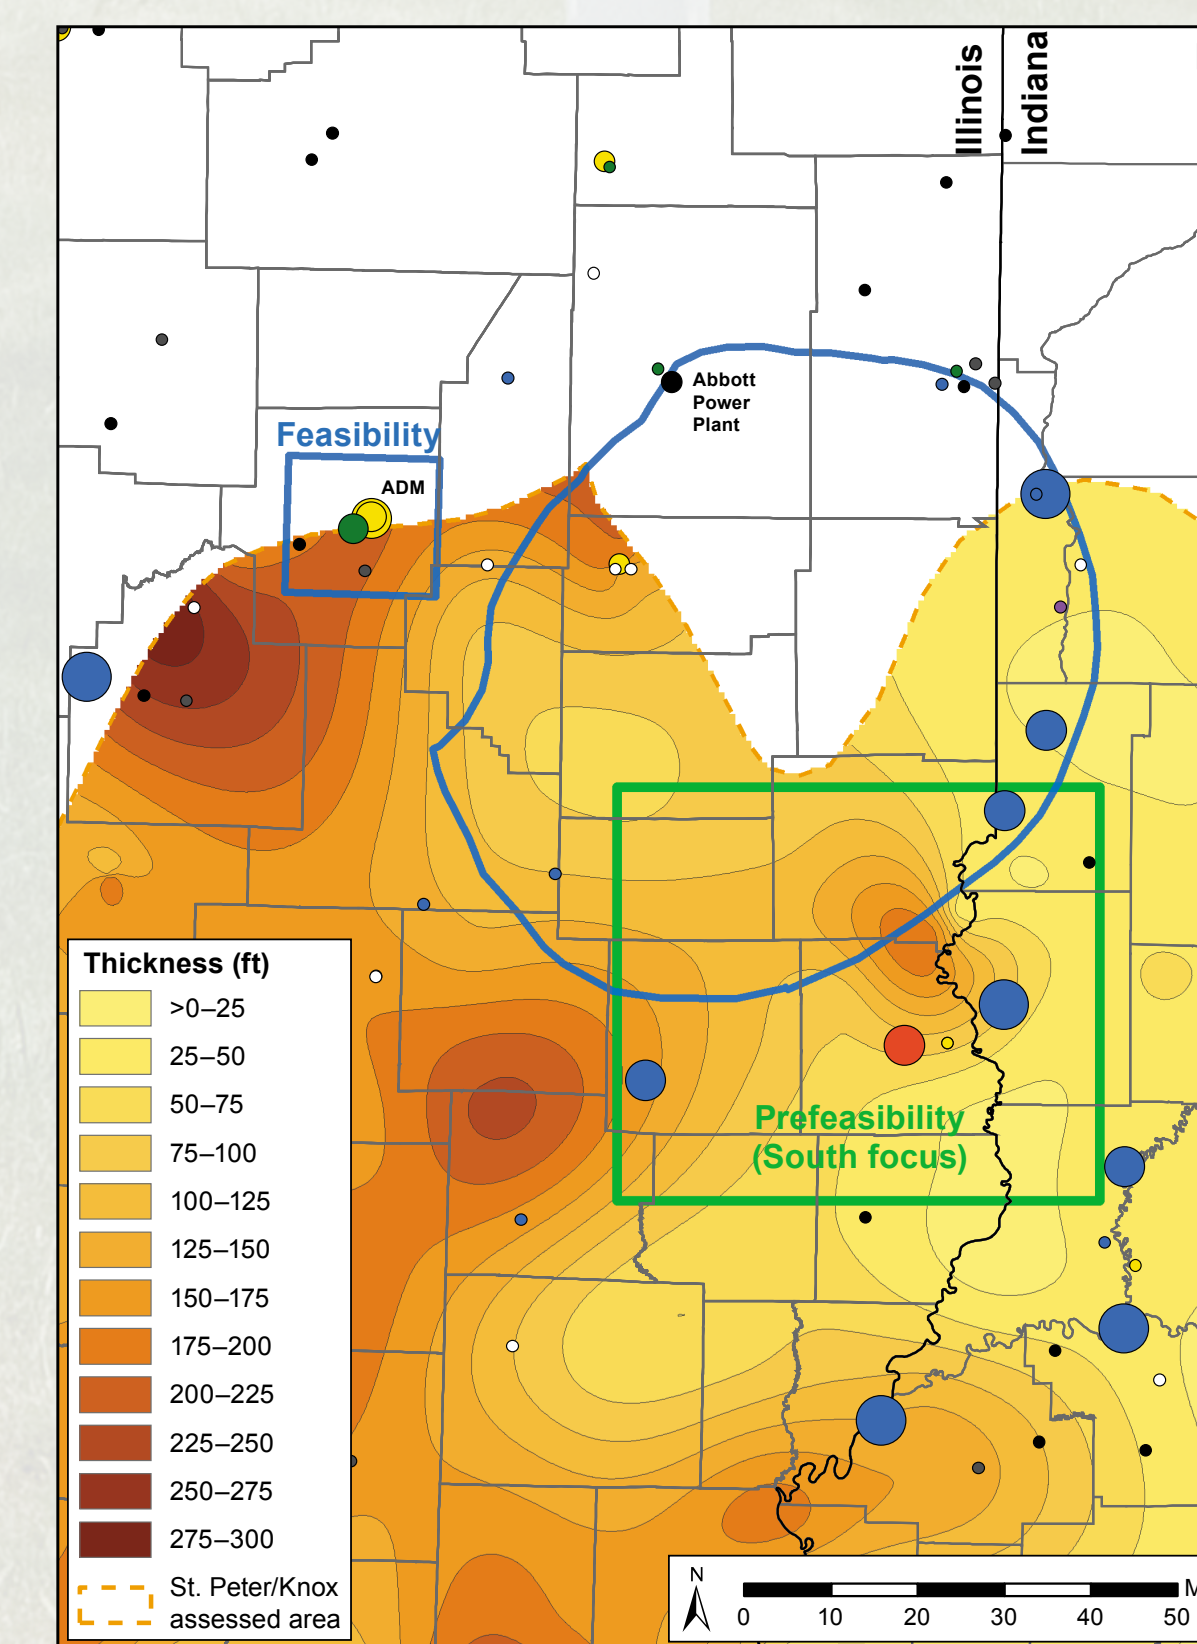 Illinois
Indiana
Abbott
Power
Plant
Feasibility
ADM
Prefeasibility
(South focus)
Thickness (ft)
>0–25
25–50
50–75
75–100
100–125
125–150
150–175
175–200
200–225
225–250
250–275
275–300
St. Peter/Knox
assessed area
N
0 10 20 30 40 50
M